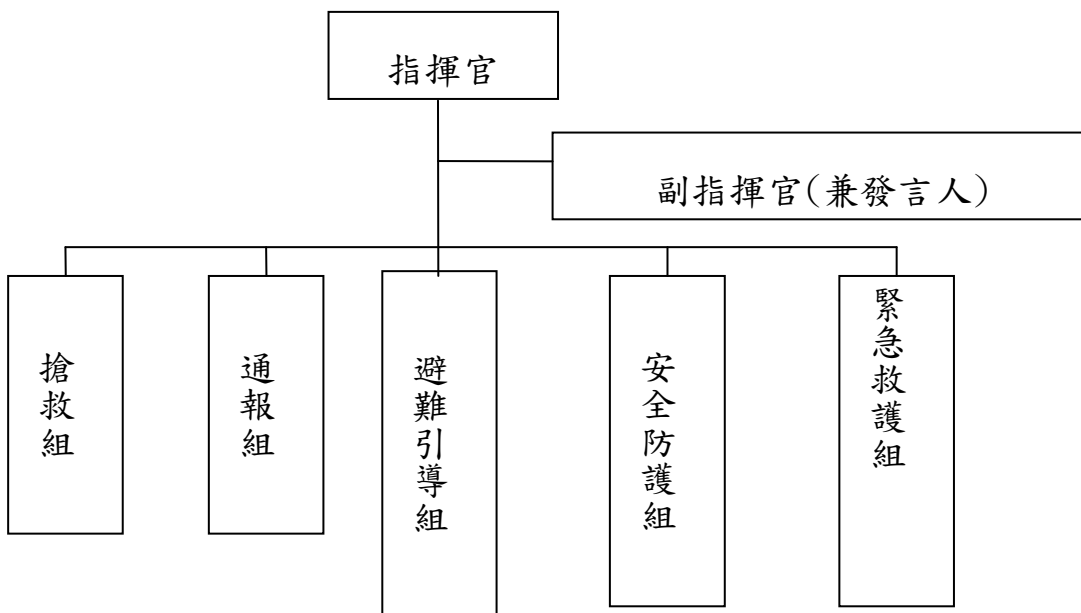 指揮官
副指揮官(兼發言人)
搶救組
通報組
避難引導組
安全防護組
緊急救護組